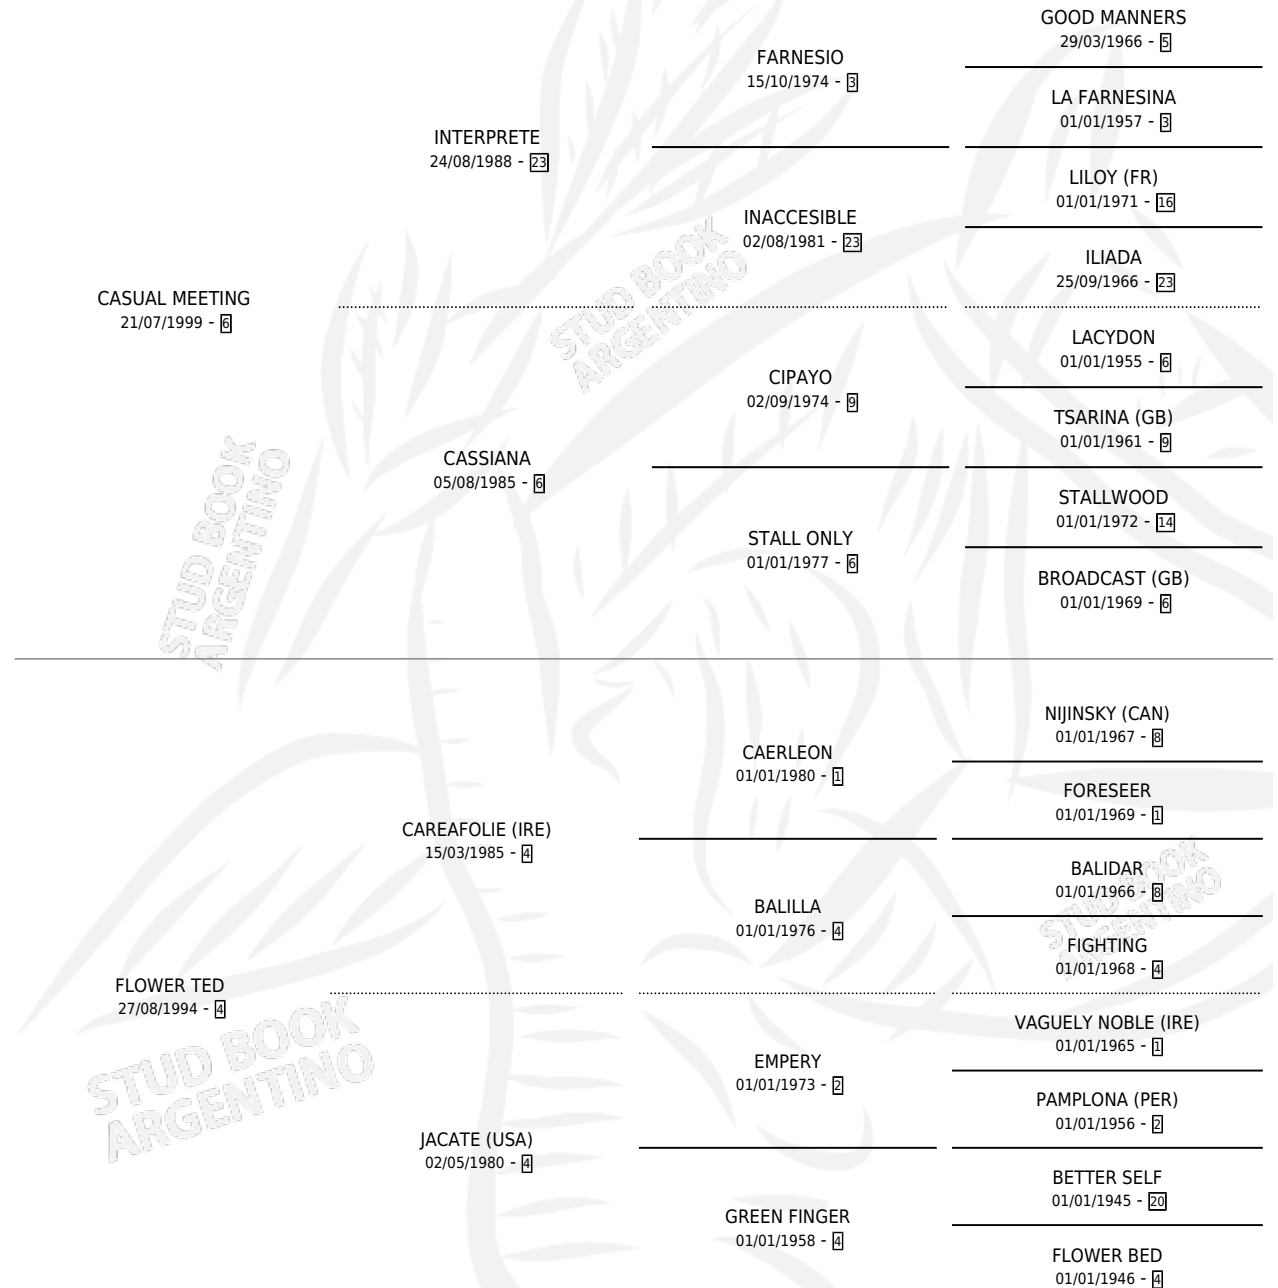 GOOD MANNERS
29/03/1966 - 5
FARNESIO
15/10/1974 - 3
LA FARNESINA
01/01/1957 - 3
INTERPRETE
24/08/1988 - 23
LILOY (FR)
01/01/1971 - 16
INACCESIBLE
02/08/1981 - 23
ILIADA
25/09/1966 - 23
CASUAL MEETING
21/07/1999 - 6
LACYDON
01/01/1955 - 6
CIPAYO
02/09/1974 - 9
TSARINA (GB)
01/01/1961 - 9
CASSIANA
05/08/1985 - 6
STALLWOOD
01/01/1972 - 14
STALL ONLY
01/01/1977 - 6
BROADCAST (GB)
01/01/1969 - 6
NIJINSKY (CAN)
01/01/1967 - 8
CAERLEON
01/01/1980 - 1
FORESEER
01/01/1969 - 1
CAREAFOLIE (IRE)
15/03/1985 - 4
BALIDAR
01/01/1966 - 8
BALILLA
01/01/1976 - 4
FIGHTING
01/01/1968 - 4
FLOWER TED
27/08/1994 - 4
VAGUELY NOBLE (IRE)
01/01/1965 - 1
EMPERY
01/01/1973 - 2
PAMPLONA (PER)
01/01/1956 - 2
JACATE (USA)
02/05/1980 - 4
BETTER SELF
01/01/1945 - 20
GREEN FINGER
01/01/1958 - 4
FLOWER BED
01/01/1946 - 4
STUD BOOK
ARGENTINO
STUD BOOK
ARGENTINO
STUD BOOK
ARGENTINO
STUD BOOK
ARGENTINO